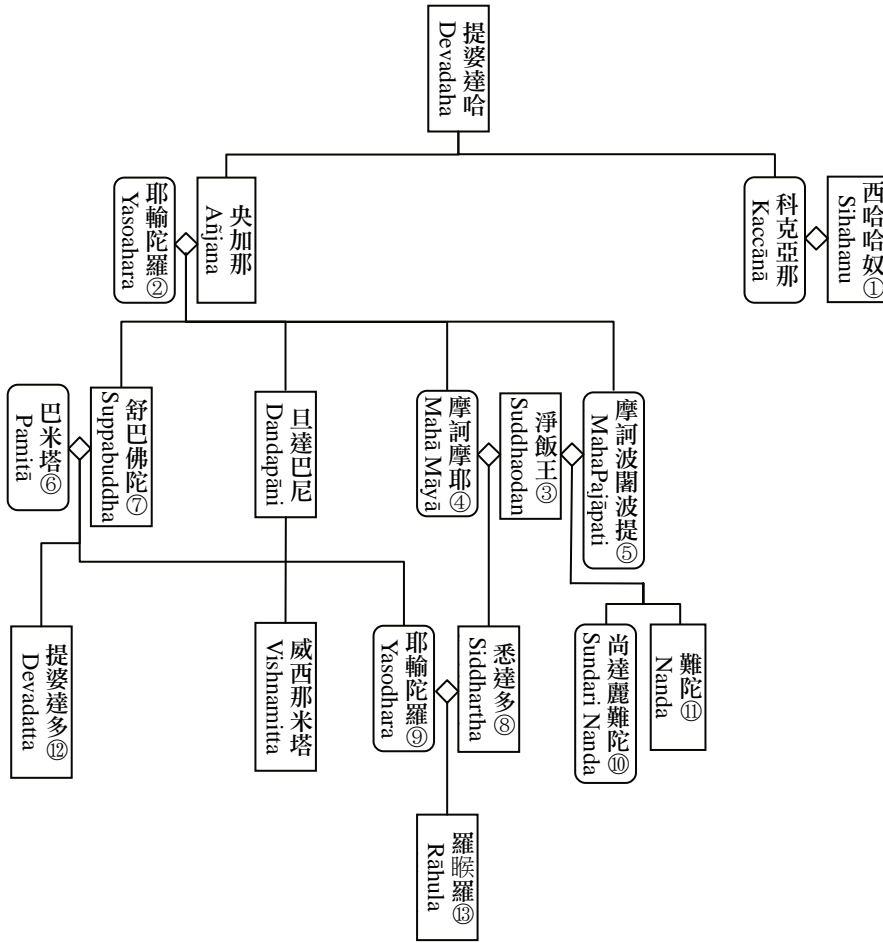 提婆達哈
Devadaha
西哈哈奴①
Sihahanu
科克亞那
Kaccānā
央加那
Añjana
耶輸陀羅②
Yasoahara
摩訶波闍波提⑤
MahaPajāpati
淨飯王③
Suddhaodan
摩訶摩耶④
Mahā Māyā
旦達巴尼
Dandapāni
舒巴佛陀⑦
Suppabuddha
巴米塔⑥
Pamitā
難陀⑪
Nanda
尚達麗難陀⑩
Sundari Nanda
悉達多⑧
Siddhartha
耶輸陀羅⑨
Yasodhara
威西那米塔
Vishnamitta
提婆達多⑫
Devadatta
羅睺羅⑬
Rāhula